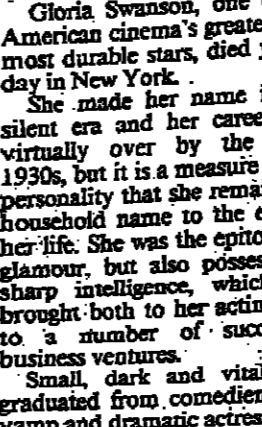 Gloria Swanson, one
American cinema's greate
most durable stars, died
day in New York. .
She made her name i
silent era and her caree
virtually over by the
1930s, but it is a measure
personality that she rema
household name to the e
her life. She was the epito
glamour, but also posses
sharp intelligence, which
brought both to her actin
to a number of succ
business ventures.
Small, dark and vital
graduated from comedien
vamp and dramatic actres